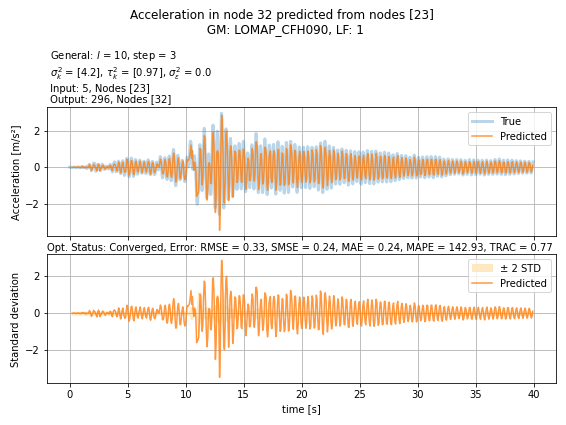 Acceleration in node 32 predicted from nodes [23]
GM: LOMAP_CFH090, LF: 1
General: l = 10, step = 3
σ²ₖ = [4.2], τ²ₖ = [0.97], σ²ε = 0.0
Input: 5, Nodes [23]
Output: 296, Nodes [32]
True
Predicted
Acceleration [m/s²]
2
0
−2
Opt. Status: Converged, Error: RMSE = 0.33, SMSE = 0.24, MAE = 0.24, MAPE = 142.93, TRAC = 0.77
± 2 STD
Predicted
Standard deviation
2
0
−2
0 5 10 15 20 25 30 35 40
time [s]